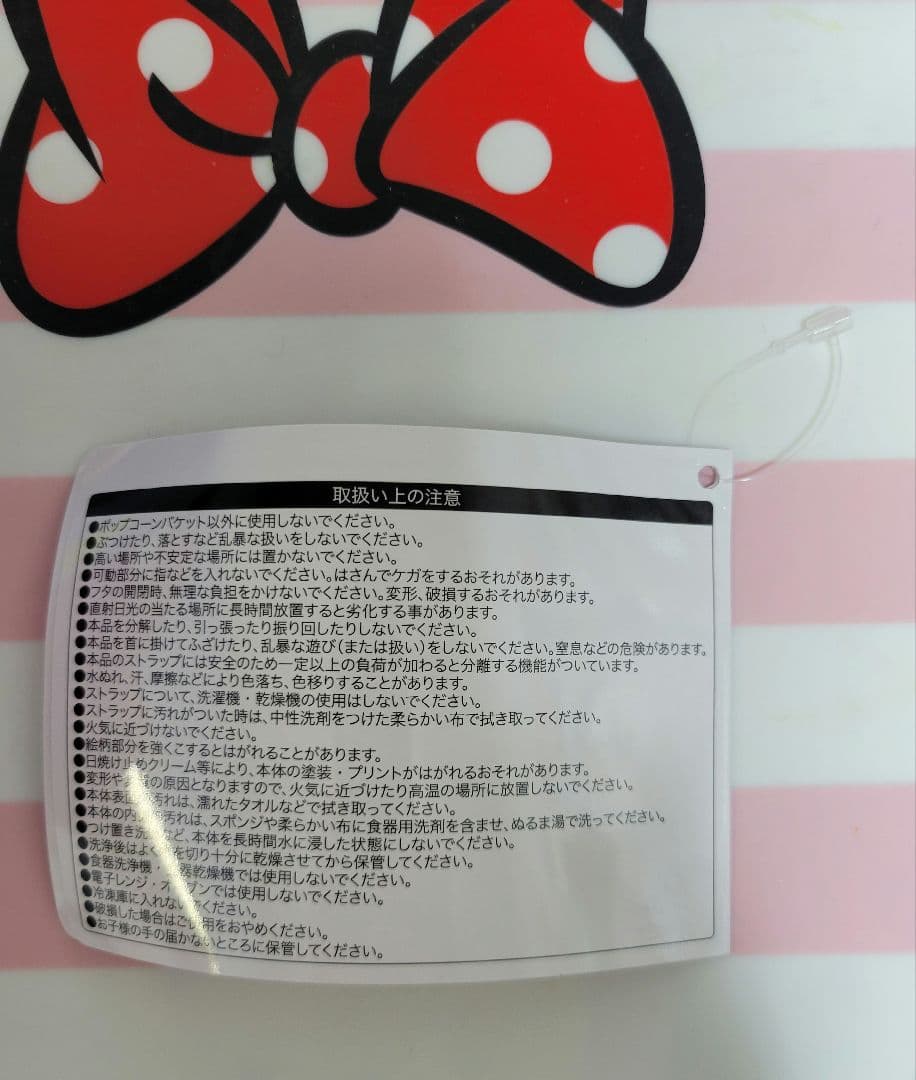 取扱い上の注意
●ポップコーンバケット以外に使用しないでください。
●ぶつけたり、落とすなど乱暴な扱いをしないでください。
●高い場所や不安定な場所には置かないでください。
●可動部分に指などを入れないでください。はさんでケガをするおそれがあります。
●フタの開閉時、無理な負担をかけないでください。変形、破損するおそれがあります。
●直射日光の当たる場所に長時間放置すると劣化する事があります。
●本品を分解したり、引っ張ったり振り回したりしないでください。
●本品を首に掛けてふざけたり、乱暴な遊び(または扱い)をしないでください。窒息などの危険があります。
●本品のストラップには安全のため一定以上の負荷が加わると分離する機能がついています。
●水ぬれ、汗、摩擦などにより色落ち、色移りすることがあります。
●ストラップについて、洗濯機・乾燥機の使用はしないでください。
●ストラップに汚れがついた時は、中性洗剤をつけた柔らかい布で拭き取ってください。
●火気に近づけないでください。
●絵柄部分を強くこするとはがれることがあります。
●日焼け止めクリーム等により、本体の塗装・プリントがはがれるおそれがあります。
●変形や の原因となりますので、火気に近づけたり高温の場所に放置しないでください。
●本体表 汚れは、濡れたタオルなどで拭き取ってください。
●本体の内 汚れは、スポンジや柔らかい布に食器用洗剤を含ませ、ぬるま湯で洗ってください。
●つけ置き洗 など、本体を長時間水に浸した状態にしないでください。
●洗浄後はよく を切り十分に乾燥させてから保管してください。
●食器洗浄機・ 器乾燥機では使用しないでください。
●電子レンジ・オーブンでは使用しないでください。
●冷凍庫に入れないでください。
●破損した場合はご使用をおやめください。
●お子様の手の届かないところに保管してください。